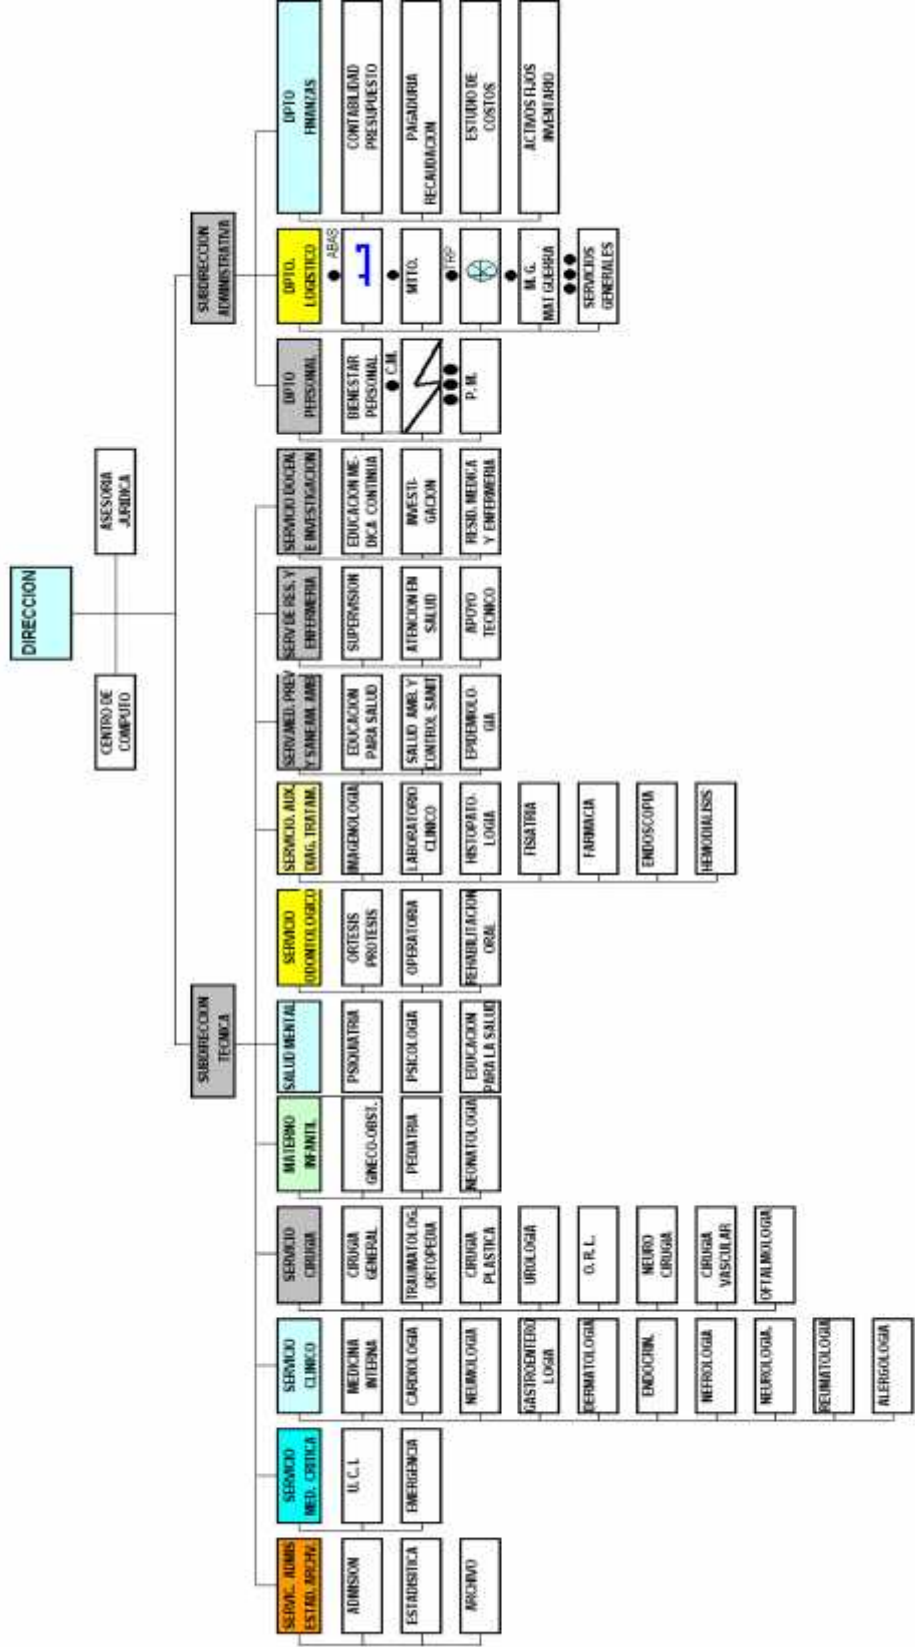 DIRECCION
CENTRO DE
COMPUTO
ASESORIA
JURIDICA
SUBDIRECCION
TECNICA
SUBDIRECCION
ADMINISTRATIVA
SERVIC. ADMIS
ESTAD. ARCHV.
ADMISION
ESTADISITICA
ARCHIVO
SERVICIO
MED. CRITICA
U. C. I.
EMERGENCIA
SERVICIO
CLINICO
MEDICINA
INTERNA
CARDIOLOGIA
NEUMOLOGIA
GASTROENTERO
LOGIA
DERMATOLOGIA
ENDOCRIN.
NEFROLOGIA
NEUROLOGIA.
REUMATOLOGIA
ALERGOLOGIA
SERVICIO
CIRUGIA
CIRUGIA
GENERAL
TRAUMATOLOG.
ORTOPEDIA
CIRUGIA
PLASTICA
UROLOGIA
O. R. L.
NEURO
CIRUGIA
CIRUGIA
VASCULAR
OFTALMOLOGIA
MATERNO
INFANTIL
GINECO-OBST.
PEDIATRIA
NEONATOLOGIA
SALUD MENTAL
PSIQUIATRIA
PSICOLOGIA
EDUCACION
PARA LA SALUD
SERVICIO
ODONTOLOGICO
ORTESIS
PROTESIS
OPERATORIA
REHABILITACION
ORAL
SERVICIO. AUX.
DIAG. TRATAM.
IMAGENOLOGIA
LABORATORIO
CLINICO
HISTOPATO-
LOGIA
FISIATRIA
FARMACIA
ENDOSCOPIA
HEMODIALISIS
SERV.MED. PREV
Y SANEAM. AMB
EDUCACION
PARA SALUD
SALUD AMB. Y
CONTROL SANIT
EPIDEMIOLO-
GIA
SERV DE RES. Y
ENFERMERIA
SUPERVISION
ATENCION EN
SALUD
APOYO
TECNICO
SERVICIO DOCEN.
E INVESTIGACION
EDUCACION ME-
DICA CONTINUA
INVESTI-
GACION
RESID. MEDICA
Y ENFERMERIA
DPTO
PERSONAL
BIENESTAR
PERSONAL
C.M.
P. M.
DPTO.
LOGISTICO
ABAS
MTTO.
TRP
M. G.
MAT GUERRA
SERVICIOS
GENERALES
DPTO
FINANZAS
CONTABILIDAD
PRESUPUESTO
PAGADURIA
RECAUDACION
ESTUDIO DE
COSTOS
ACTIVOS FIJOS
INVENTARIO